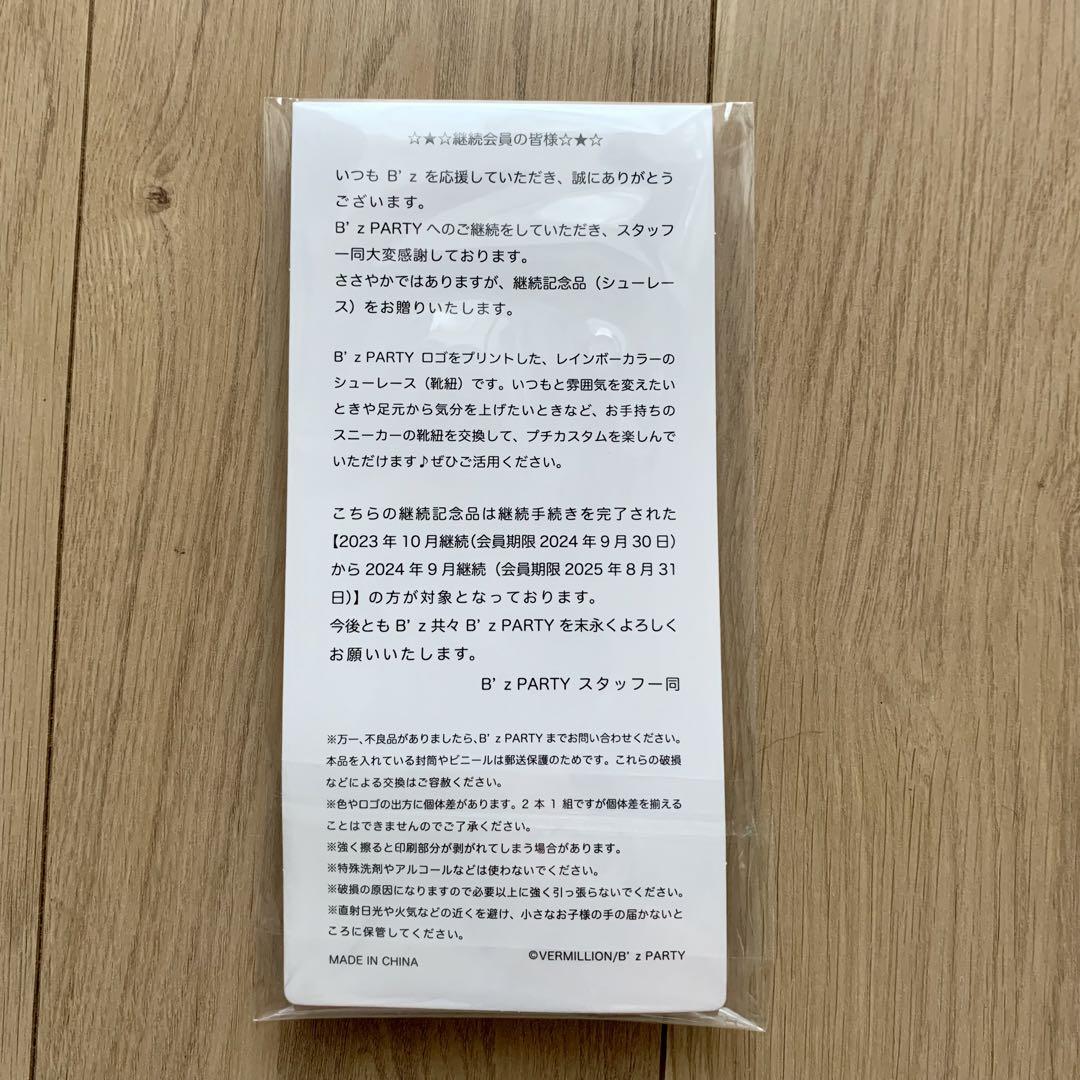 ☆★☆継続会員の皆様☆★☆
いつも B’z を応援していただき、誠にありがとう
ございます。
B’z PARTY へのご継続をしていただき、スタッフ
一同大変感謝しております。
ささやかではありますが、継続記念品（シューレー
ス）をお贈りいたします。
B’z PARTY ロゴをプリントした、レインボーカラーの
シューレース（靴紐）です。いつもと雰囲気を変えたい
ときや足元から気分を上げたいときなど、お手持ちの
スニーカーの靴紐を交換して、プチカスタムを楽しんで
いただけます♪ぜひご活用ください。
こちらの継続記念品は継続手続きを完了された
【2023年10月継続（会員期限2024年9月30日）
から2024年9月継続（会員期限2025年8月31
日）】の方が対象となっております。
今後とも B’z 共々 B’z PARTY を末永くよろしく
お願いいたします。
B’z PARTY スタッフ一同
※万一、不良品がありましたら、B’z PARTY までお問い合わせください。
本品を入れている封筒やビニールは郵送保護のためです。これらの破損
などによる交換はご容赦ください。
※色やロゴの出方に個体差があります。2本1組ですが個体差を揃える
ことはできませんのでご了承ください。
※強く擦ると印刷部分が剥がれてしまう場合があります。
※特殊洗剤やアルコールなどは使わないでください。
※破損の原因になりますので必要以上に強く引っ張らないでください。
※直射日光や火気などの近くを避け、小さなお子様の手の届かないと
ころに保管してください。
MADE IN CHINA
©VERMILLION/B’z PARTY